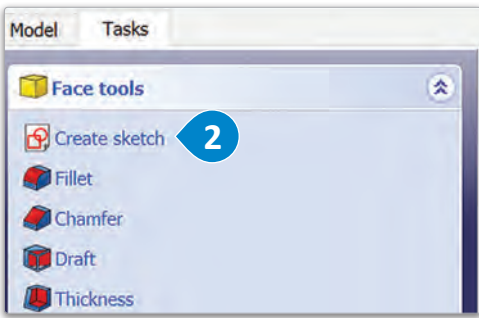 Model Tasks
Face tools
Create sketch 2
Fillet
Chamfer
Draft
Thickness